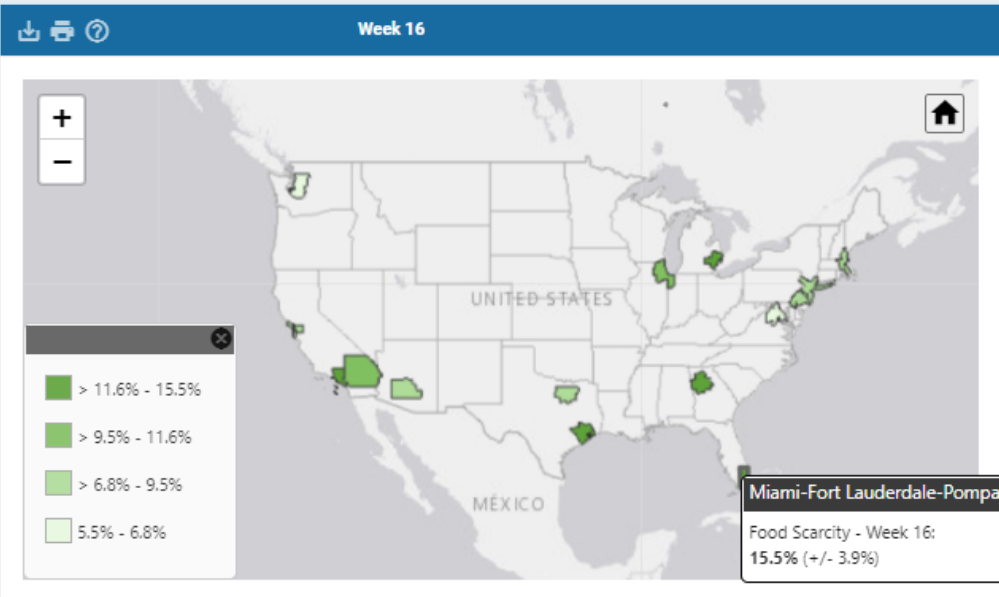 Week 16
+
−
UNITED STATES
> 11.6% - 15.5%
> 9.5% - 11.6%
> 6.8% - 9.5%
5.5% - 6.8%
MÉXICO
Miami-Fort Lauderdale-Pompa
Food Scarcity - Week 16:
15.5% (+/- 3.9%)